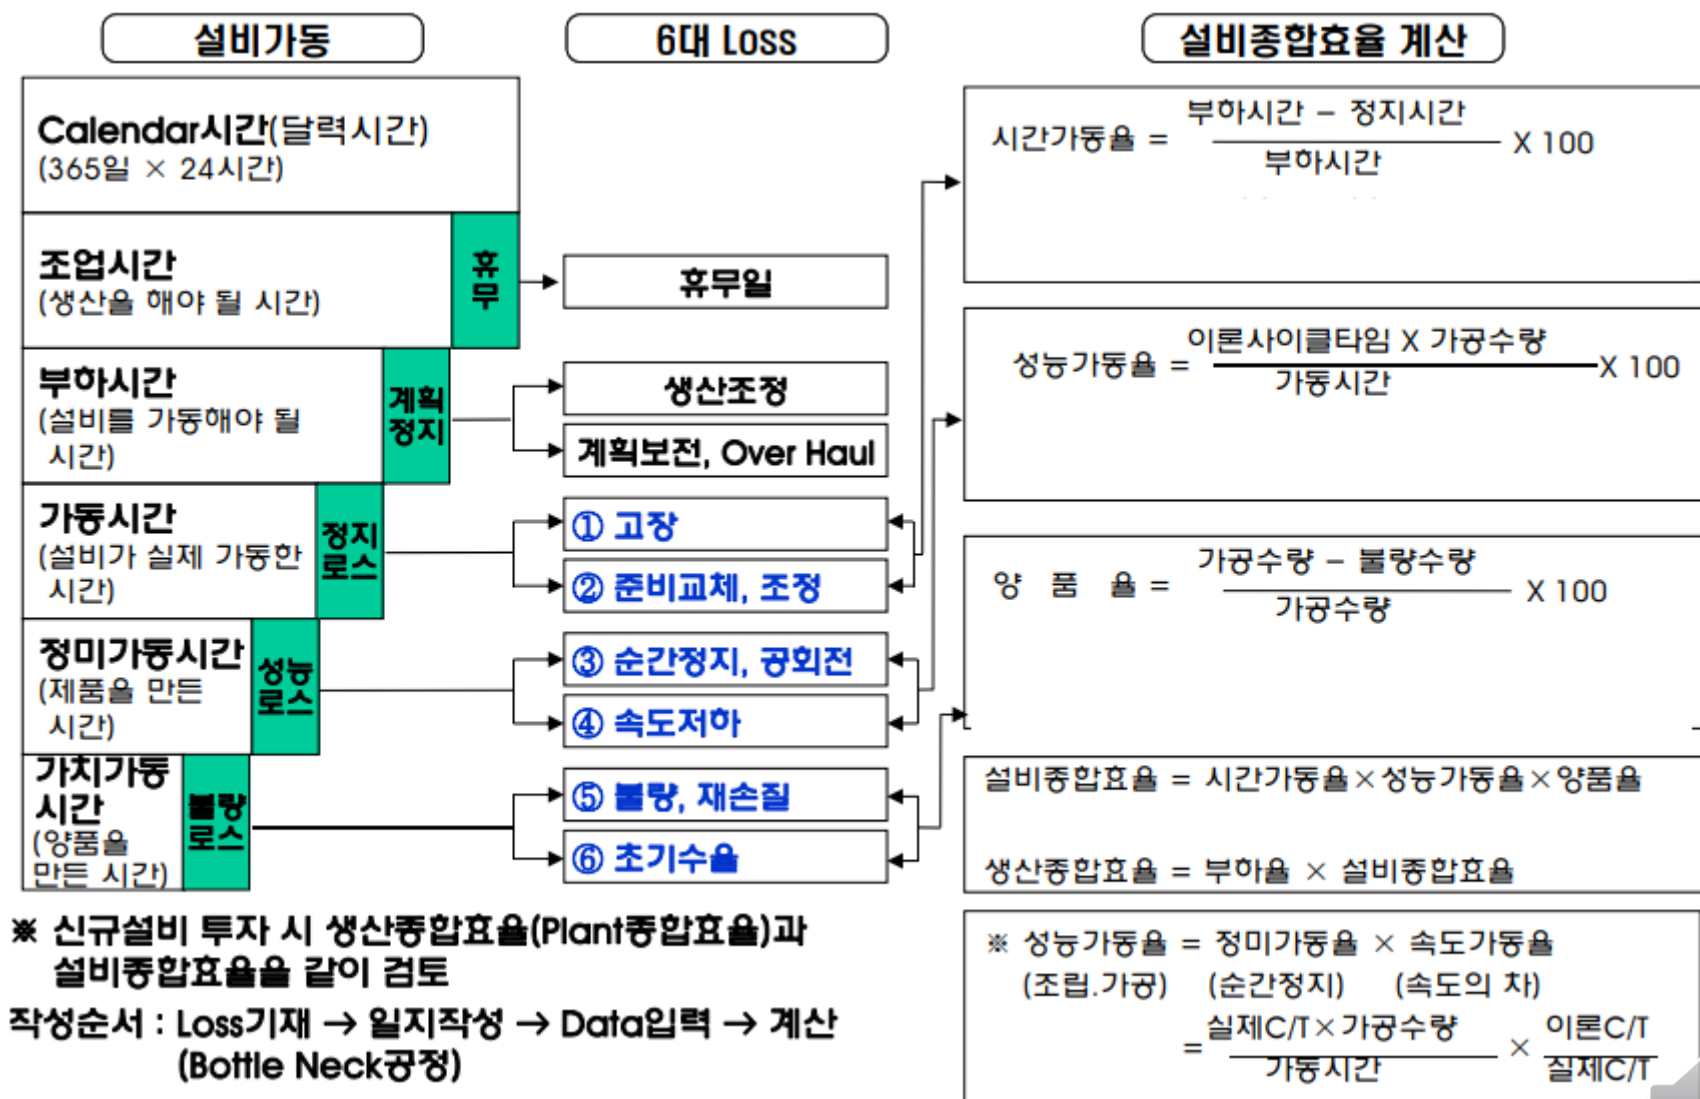 설비가동
6대 Loss
설비종합효율 계산
Calendar시간(달력시간)
(365일 × 24시간)
조업시간
(생산을 해야 될 시간)
휴
무
휴무일
부하시간
(설비를 가동해야 될
시간)
계획
정지
생산조정
계획보전, Over Haul
가동시간
(설비가 실제 가동한
시간)
정지
로스
① 고장
② 준비교체, 조정
정미가동시간
(제품을 만든
시간)
성능
로스
③ 순간정지, 공회전
④ 속도저하
가치가동
시간
(양품을
만든 시간)
불량
로스
⑤ 불량, 재손질
⑥ 초기수율
시간가동율 = 부하시간 – 정지시간 X 100
부하시간
성능가동율 = 이론사이클타임 X 가공수량 X 100
가동시간
양 품 율 = 가공수량 – 불량수량 X 100
가공수량
설비종합효율 = 시간가동율×성능가동율×양품율
생산종합효율 = 부하율 × 설비종합효율
※ 성능가동율 = 정미가동율 × 속도가동율
(조립.가공) (순간정지) (속도의 차)
= 실제C/T×가공수량 × 이론C/T
가동시간 실제C/T
※ 신규설비 투자 시 생산종합효율(Plant종합효율)과
설비종합효율을 같이 검토
작성순서 : Loss기재 → 일지작성 → Data입력 → 계산
(Bottle Neck공정)